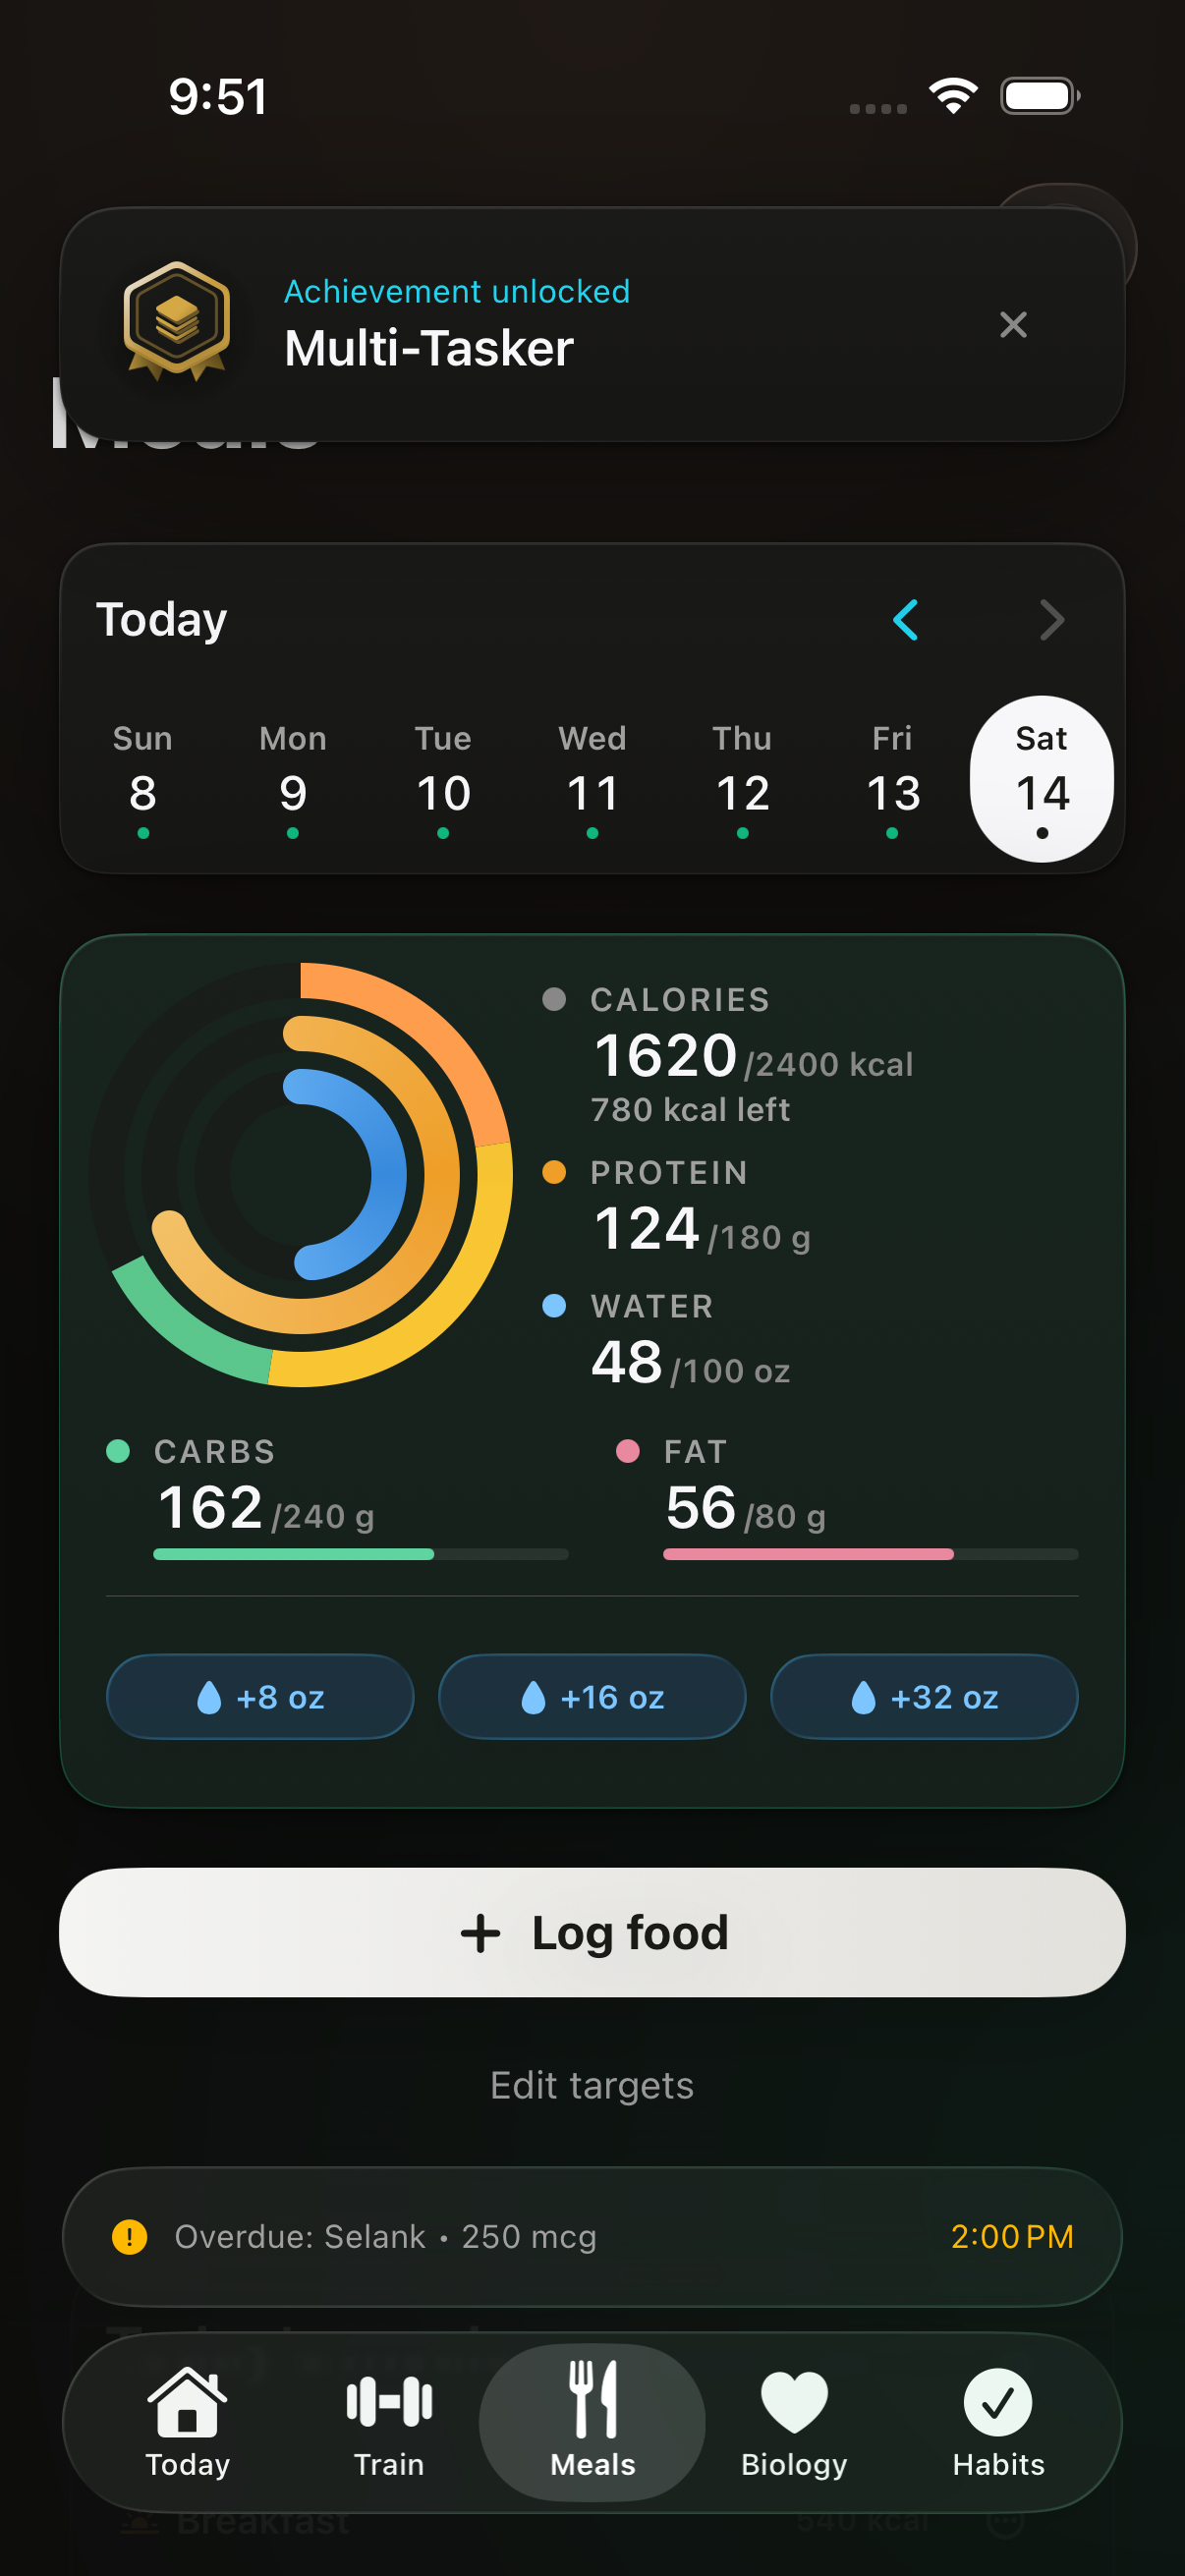 9:51
Achievement unlocked
Multi-Tasker
Today
Sun Mon Tue Wed Thu Fri Sat
8 9 10 11 12 13 14
CALORIES
1620/2400 kcal
780 kcal left
PROTEIN
124/180 g
WATER
48/100 oz
CARBS FAT
162/240 g 56/80 g
+8 oz +16 oz +32 oz
+ Log food
Edit targets
Overdue: Selank • 250 mcg 2:00 PM
Today Train Meals Biology Habits
Breakfast 540 kcal